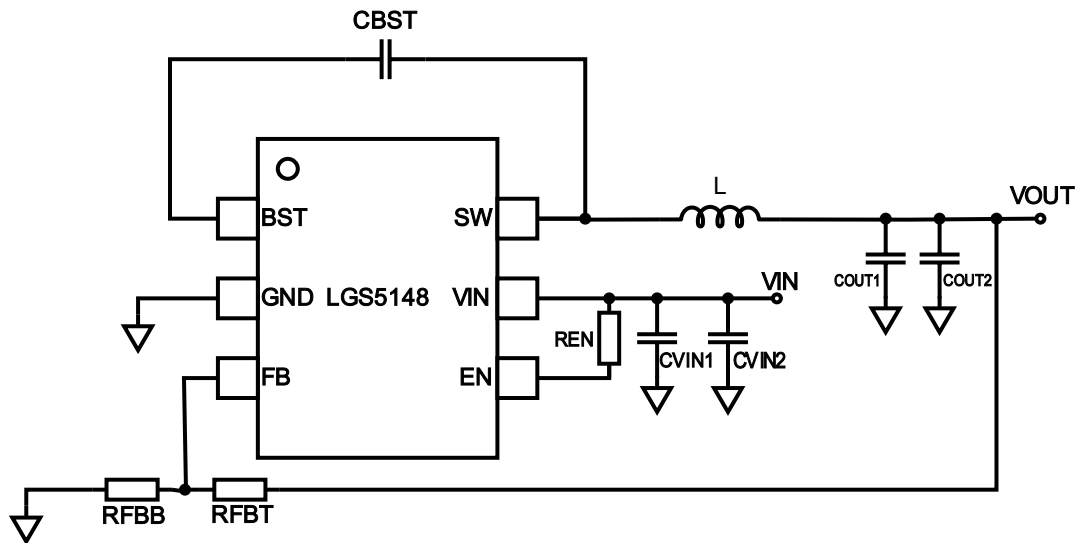 CBST
L
BST
SW
VOUT
COUT1
COUT2
GND
LGS5148
VIN
VIN
REN
CVIN1
CVIN2
FB
EN
RFBB
RFBT